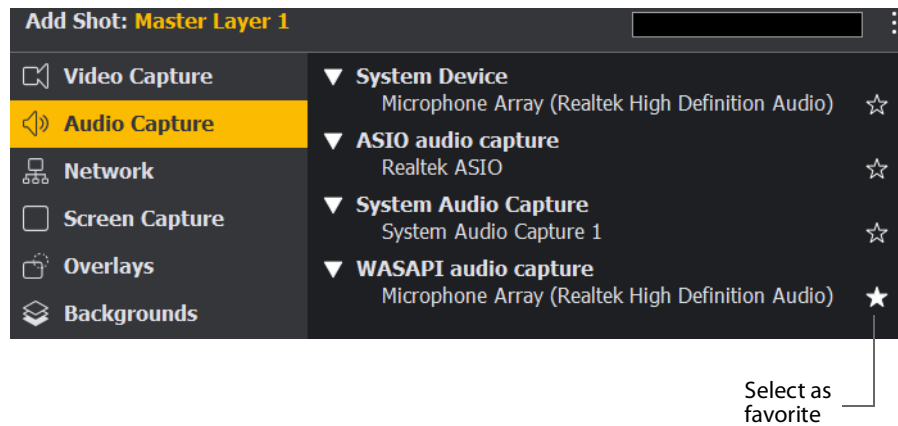 Add Shot: Master Layer 1
Video Capture
Audio Capture
Network
Screen Capture
Overlays
Backgrounds
System Device
Microphone Array (Realtek High Definition Audio)
ASIO audio capture
Realtek ASIO
System Audio Capture
System Audio Capture 1
WASAPI audio capture
Microphone Array (Realtek High Definition Audio)
Select as
favorite